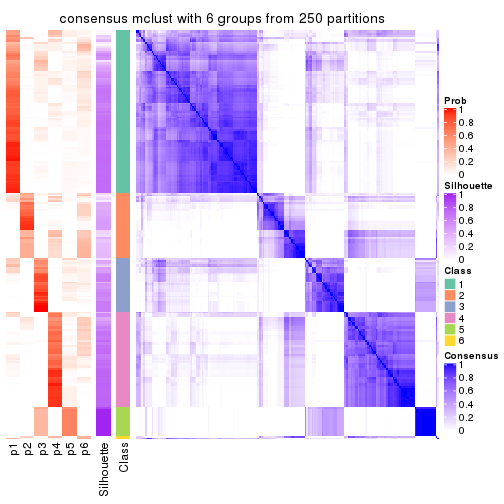 consensus mclust with 6 groups from 250 partitions
Prob
1
0.8
0.6
0.4
0.2
0
Silhouette
1
0.8
0.6
0.4
0.2
0
Class
1
2
3
4
5
6
Consensus
1
0.8
0.6
0.4
0.2
0
p1
p2
p3
p4
p5
p6
Silhouette
Class